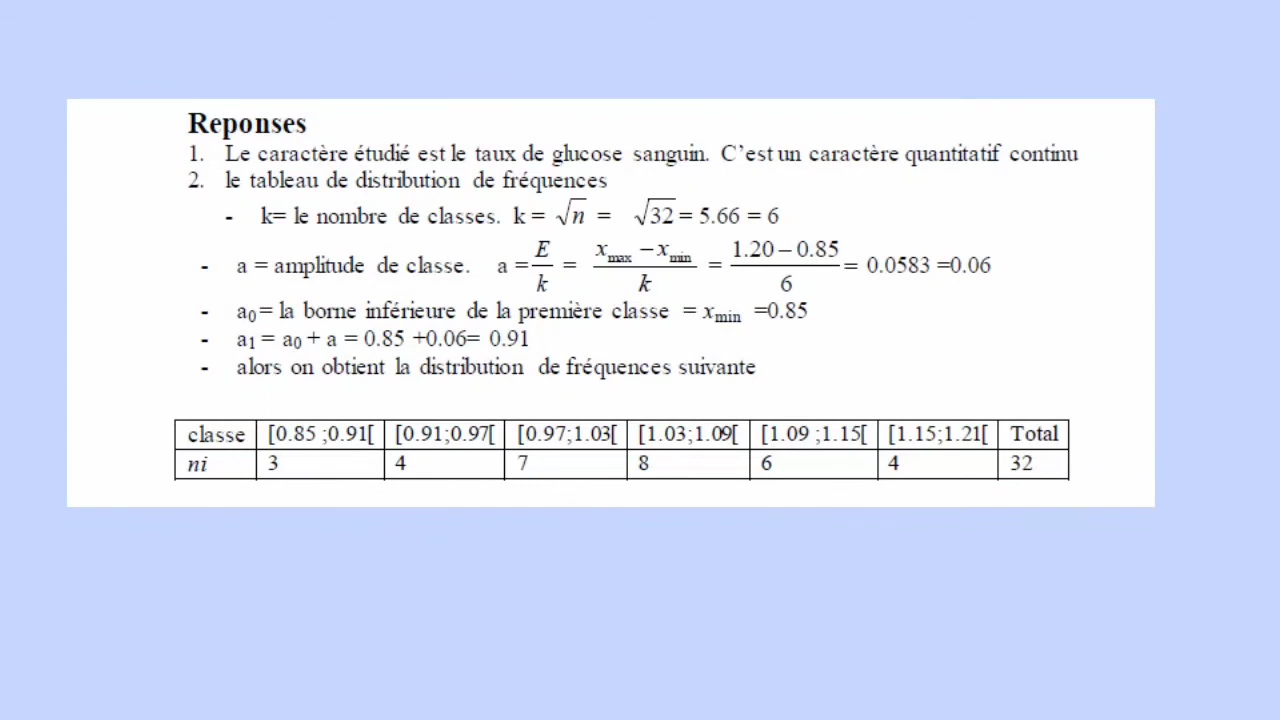 Reponses
1. Le caractère étudié est le taux de glucose sanguin. C’est un caractère quantitatif continu
2. le tableau de distribution de fréquences
- k= le nombre de classes. k = √n = √32 = 5.66 = 6
- a = amplitude de classe. a = E/k = (xmax − xmin)/k = (1.20 − 0.85)/6 = 0.0583 =0.06
- a0 = la borne inférieure de la première classe = xmin =0.85
- a1 = a0 + a = 0.85 +0.06= 0.91
- alors on obtient la distribution de fréquences suivante
classe [0.85 ;0.91[ [0.91;0.97[ [0.97;1.03[ [1.03;1.09[ [1.09 ;1.15[ [1.15;1.21[ Total
ni 3 4 7 8 6 4 32